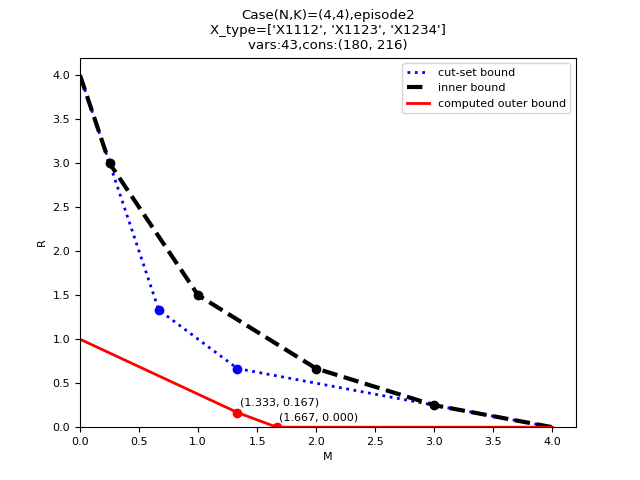 Case(N,K)=(4,4),episode2
X_type=['X1112', 'X1123', 'X1234']
vars:43,cons:(180, 216)
cut-set bound
inner bound
computed outer bound
4.0
3.5
3.0
2.5
2.0
1.5
1.0
0.5
0.0
R
(1.333, 0.167)
(1.667, 0.000)
0.0 0.5 1.0 1.5 2.0 2.5 3.0 3.5 4.0
M